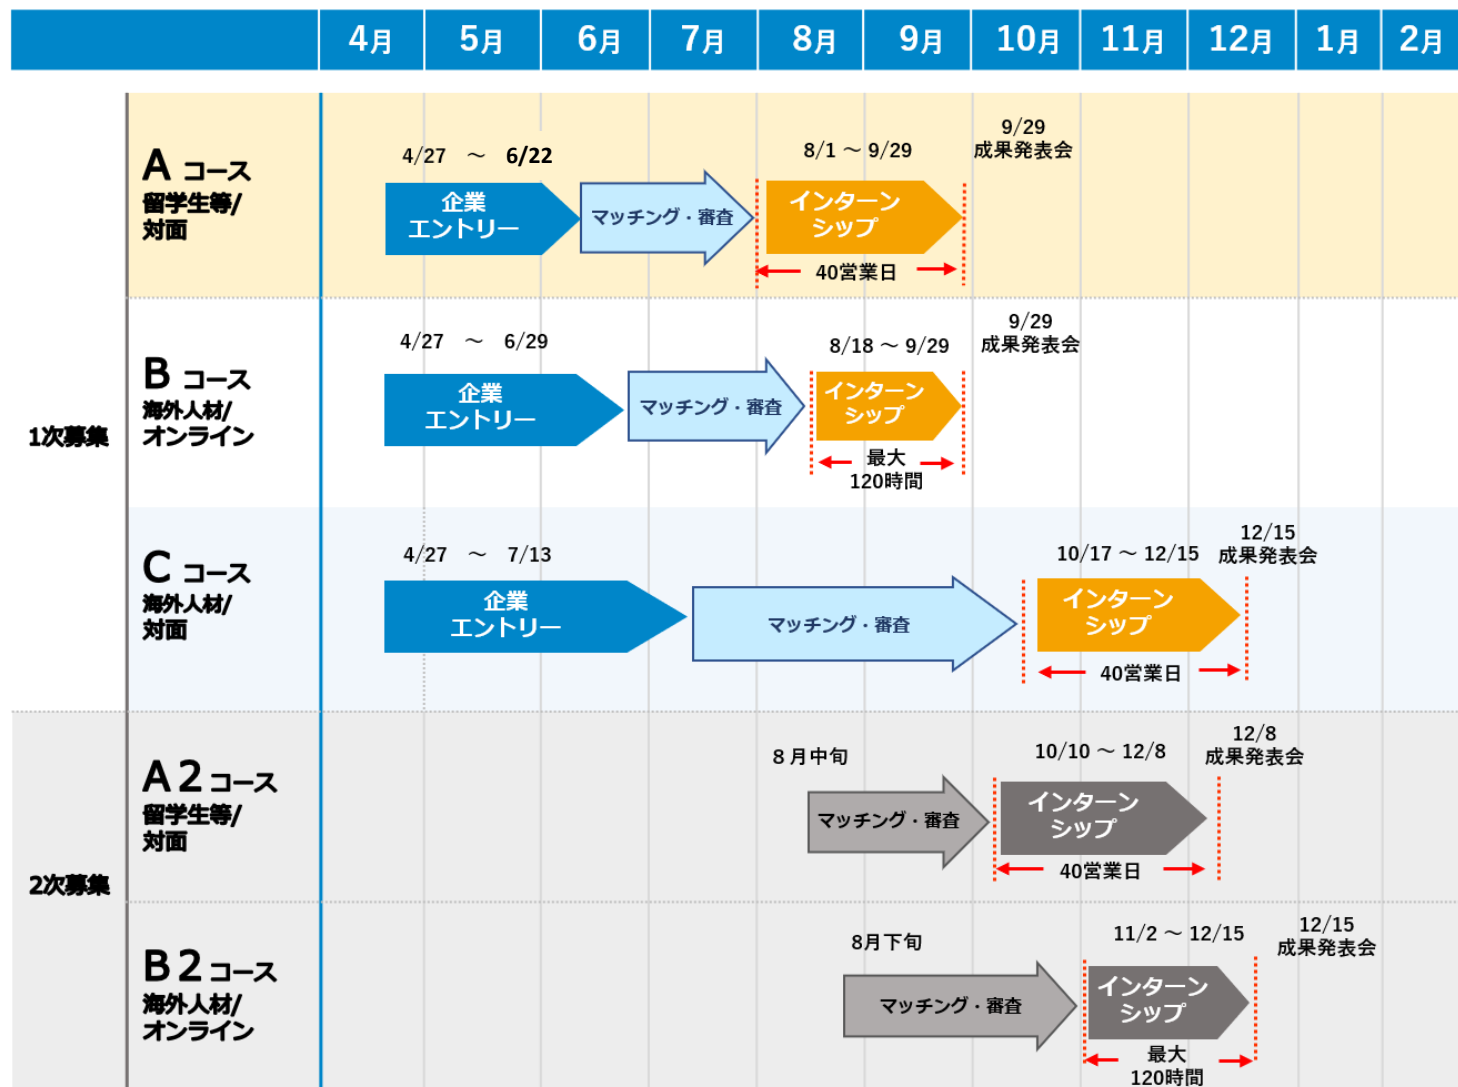 4月 5月 6月 7月 8月 9月 10月 11月 12月 1月 2月
1次募集
A コース
留学生等/
対面
4/27 ～ 6/22
企業
エントリー
マッチング・審査
8/1 ～ 9/29
インターン
シップ
40営業日
9/29
成果発表会
B コース
海外人材/
オンライン
4/27 ～ 6/29
企業
エントリー
マッチング・審査
8/18 ～ 9/29
インターン
シップ
最大
120時間
9/29
成果発表会
C コース
海外人材/
対面
4/27 ～ 7/13
企業
エントリー
マッチング・審査
10/17 ～ 12/15
インターン
シップ
40営業日
12/15
成果発表会
2次募集
A２コース
留学生等/
対面
８月中旬
マッチング・審査
10/10 ～ 12/8
インターン
シップ
40営業日
12/8
成果発表会
B２コース
海外人材/
オンライン
8月下旬
マッチング・審査
11/2 ～ 12/15
インターン
シップ
最大
120時間
12/15
成果発表会